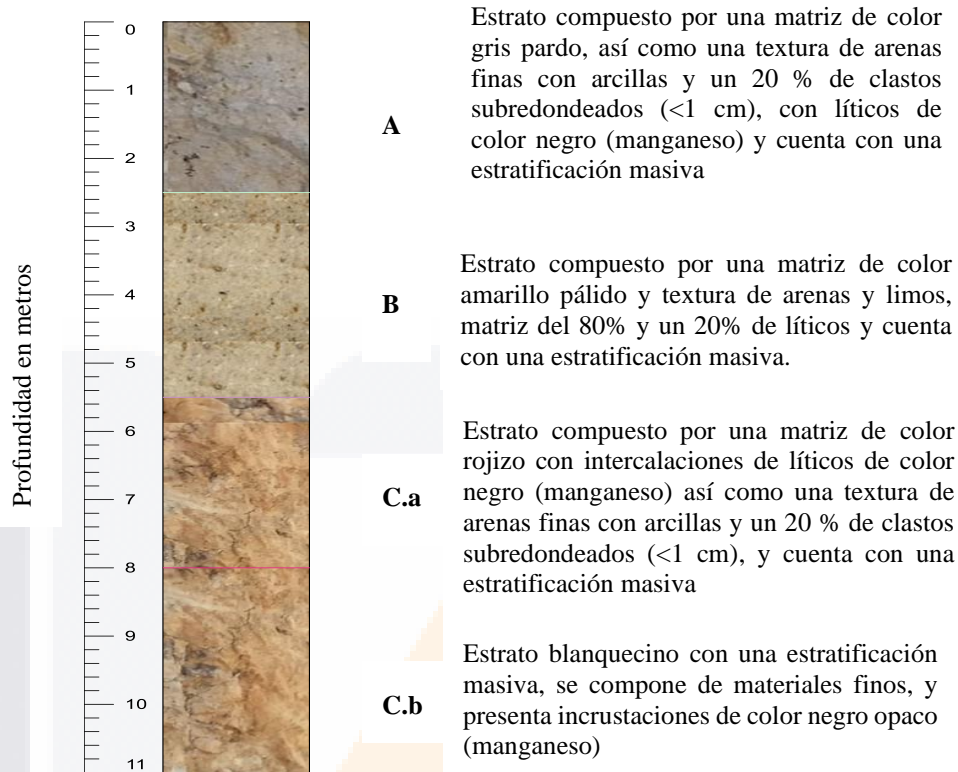 Profundidad en metros
0
1
2
3
4
5
6
7
8
9
10
11
A
Estrato compuesto por una matriz de color
gris pardo, así como una textura de arenas
finas con arcillas y un 20 % de clastos
subredondeados (<1 cm), con líticos de
color negro (manganeso) y cuenta con una
estratificación masiva
B
Estrato compuesto por una matriz de color
amarillo pálido y textura de arenas y limos,
matriz del 80% y un 20% de líticos y cuenta
con una estratificación masiva.
C.a
Estrato compuesto por una matriz de color
rojizo con intercalaciones de líticos de color
negro (manganeso) así como una textura de
arenas finas con arcillas y un 20 % de clastos
subredondeados (<1 cm), y cuenta con una
estratificación masiva
C.b
Estrato blanquecino con una estratificación
masiva, se compone de materiales finos, y
presenta incrustaciones de color negro opaco
(manganeso)